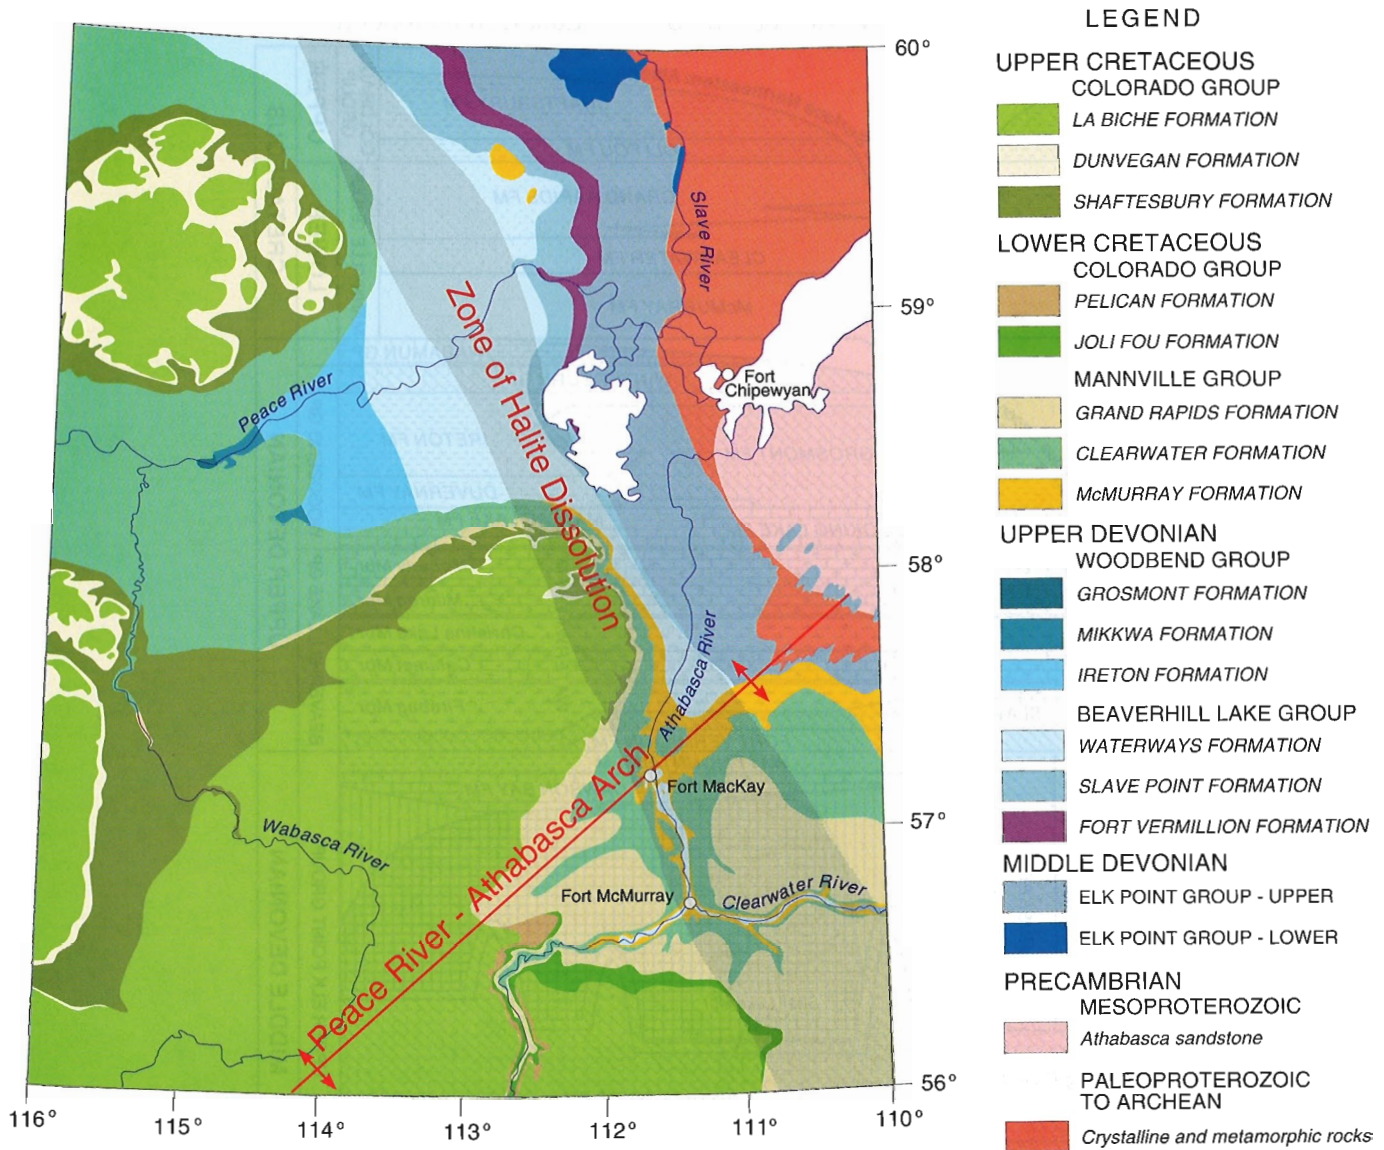 60°
59°
58°
57°
56°
116°
115°
114°
113°
112°
111°
110°
Slave River
Zone of Halite Dissolution
Fort
Chipewyan
Peace River
Athabasca River
Peace River - Athabasca Arch
Fort MacKay
Wabasca River
Fort McMurray
Clearwater River
LEGEND
UPPER CRETACEOUS
COLORADO GROUP
LA BICHE FORMATION
DUNVEGAN FORMATION
SHAFTESBURY FORMATION
LOWER CRETACEOUS
COLORADO GROUP
PELICAN FORMATION
JOLI FOU FORMATION
MANNVILLE GROUP
GRAND RAPIDS FORMATION
CLEARWATER FORMATION
McMURRAY FORMATION
UPPER DEVONIAN
WOODBEND GROUP
GROSMONT FORMATION
MIKKWA FORMATION
IRETON FORMATION
BEAVERHILL LAKE GROUP
WATERWAYS FORMATION
SLAVE POINT FORMATION
FORT VERMILLION FORMATION
MIDDLE DEVONIAN
ELK POINT GROUP - UPPER
ELK POINT GROUP - LOWER
PRECAMBRIAN
MESOPROTEROZOIC
Athabasca sandstone
PALEOPROTEROZOIC
TO ARCHEAN
Crystalline and metamorphic rocks